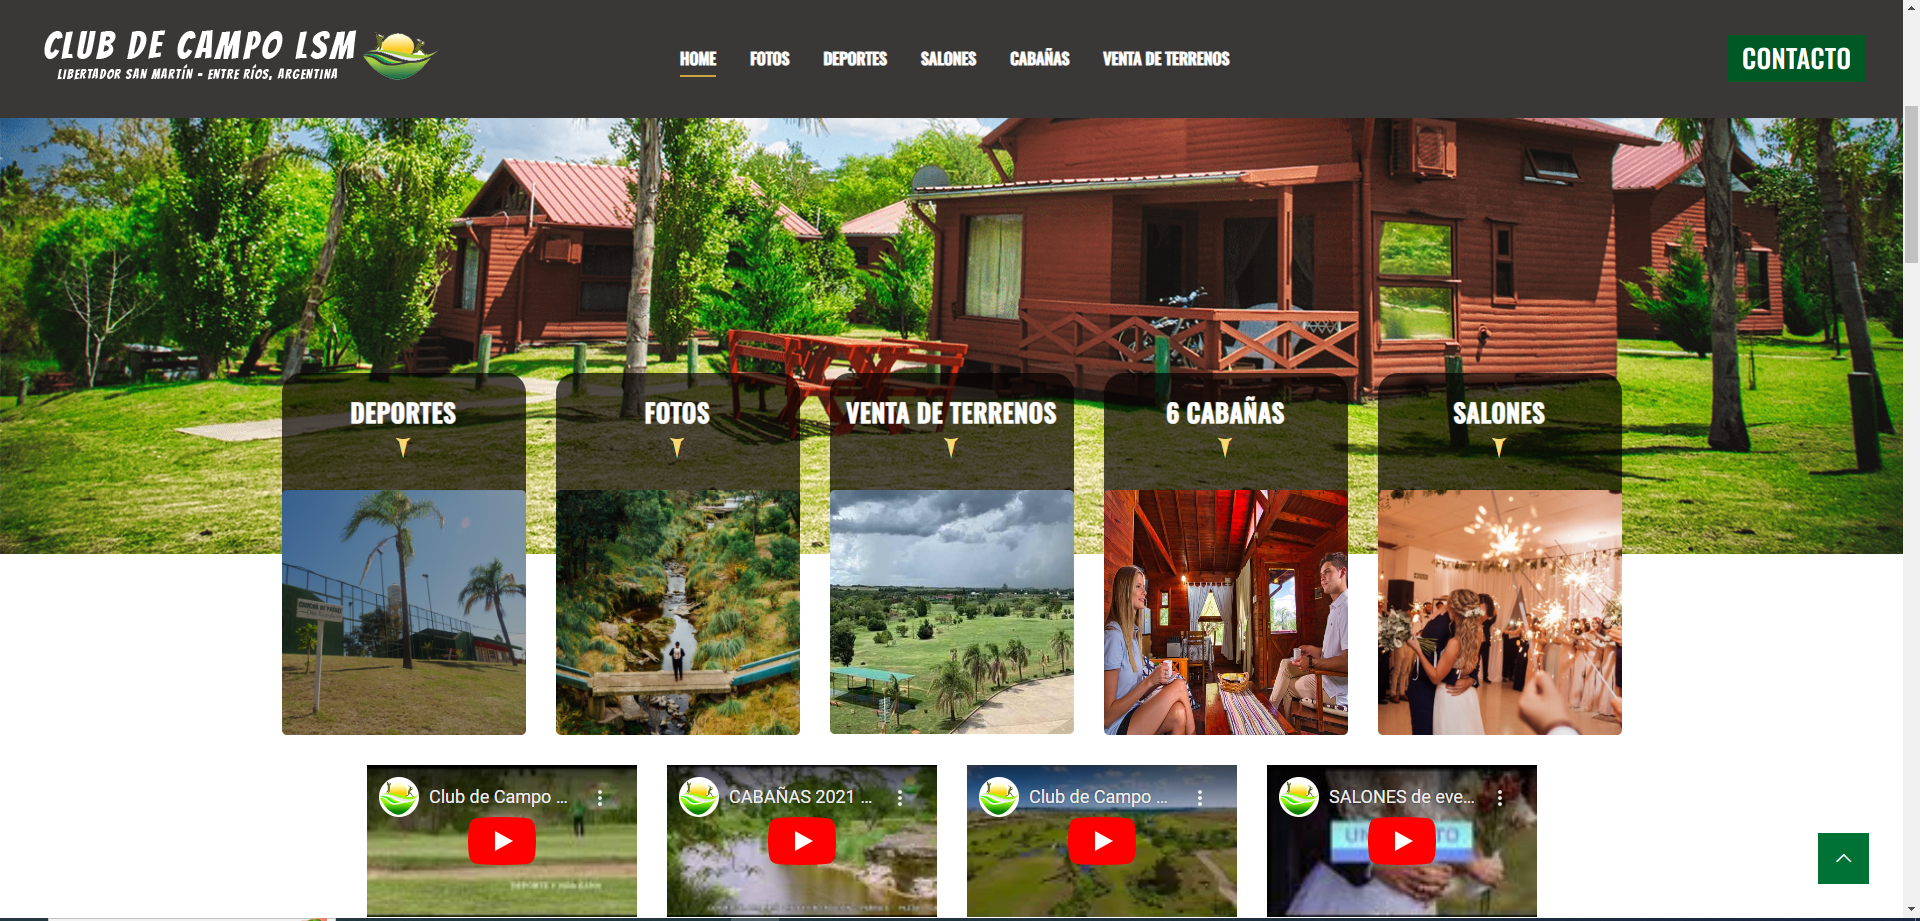 CLUB DE CAMPO LSM
LIBERTADOR SAN MARTÍN - ENTRE RÍOS, ARGENTINA
HOME
FOTOS
DEPORTES
SALONES
CABAÑAS
VENTA DE TERRENOS
CONTACTO
DEPORTES
FOTOS
VENTA DE TERRENOS
6 CABAÑAS
SALONES
Club de Campo ...
CABAÑAS 2021 ...
Club de Campo ...
SALONES de eve...